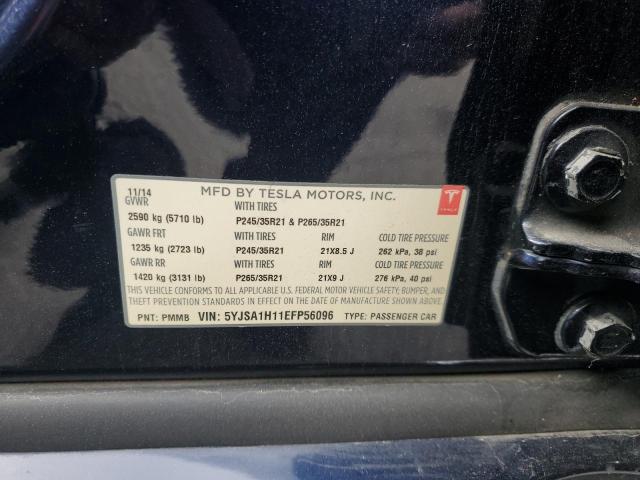 11/14 MFD BY TESLA MOTORS, INC.
GVWR WITH TIRES
2590 kg (5710 lb) P245/35R21 & P265/35R21
GAWR FRT WITH TIRES RIM COLD TIRE PRESSURE
1235 kg (2723 lb) P245/35R21 21X8.5 J 262 kPa, 38 psi
GAWR RR WITH TIRES RIM COLD TIRE PRESSURE
1420 kg (3131 lb) P265/35R21 21X9 J 276 kPa, 40 psi
THIS VEHICLE CONFORMS TO ALL U.S. FEDERAL MOTOR VEHICLE SAFETY, BUMPER, AND
THEFT PREVENTION STANDARDS IN EFFECT ON THE DATE OF MANUFACTURE SHOWN ABOVE.
PNT: PMMB VIN: 5YJSA1H11EFP56096 TYPE: PASSENGER CAR
TESLA